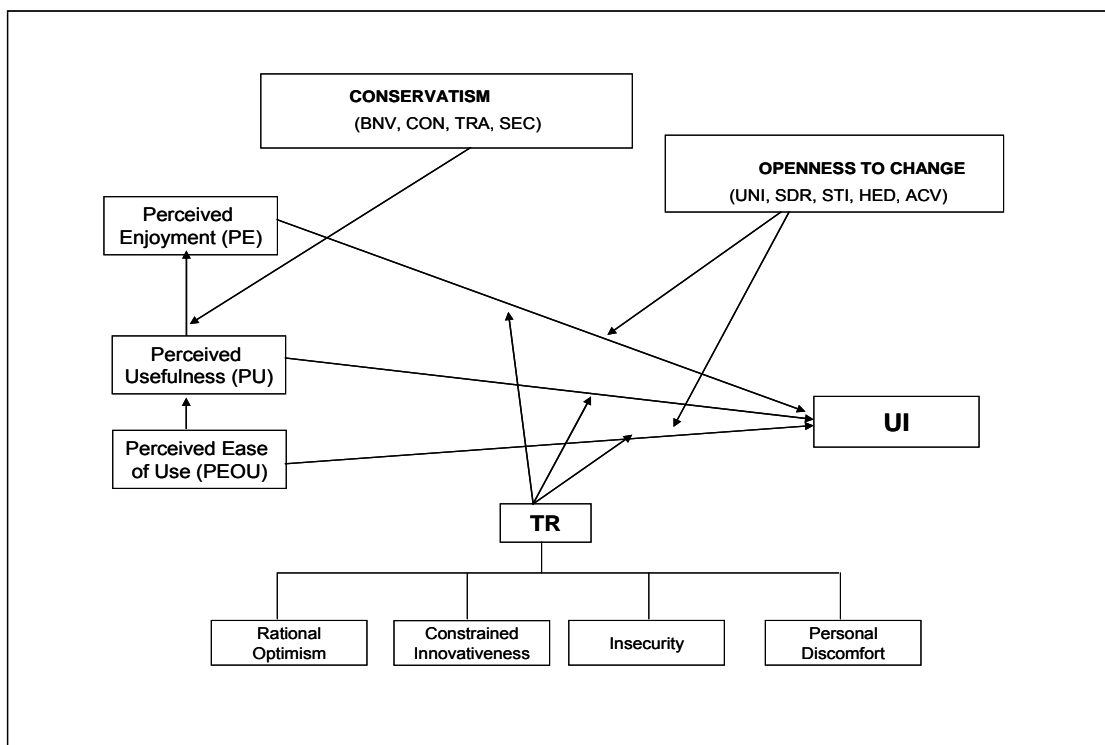 CONSERVATISM
(BNV, CON, TRA, SEC)
OPENNESS TO CHANGE
(UNI, SDR, STI, HED, ACV)
Perceived
Enjoyment (PE)
Perceived
Usefulness (PU)
Perceived Ease
of Use (PEOU)
UI
TR
Rational
Optimism
Constrained
Innovativeness
Insecurity
Personal
Discomfort